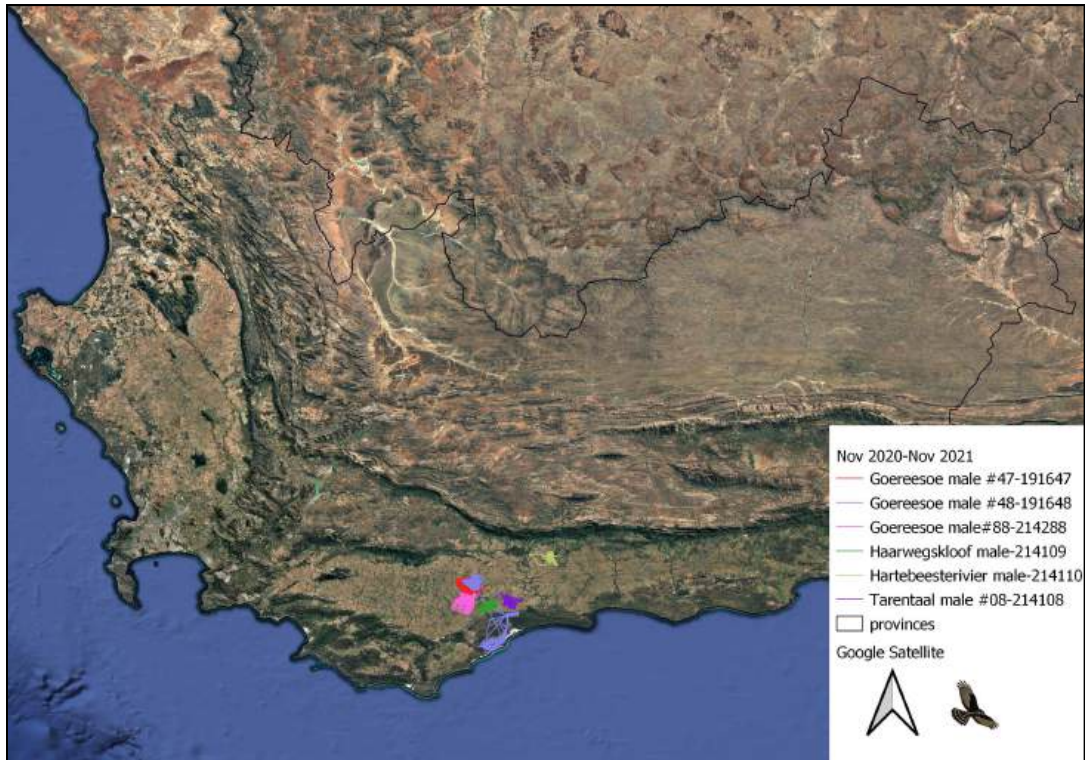 Nov 2020-Nov 2021
Goereesoe male #47-191647
Goereesoe male #48-191648
Goereesoe male#88-214288
Haarwegskloof male-214109
Hartebeesterivier male-214110
Tarentaal male #08-214108
provinces
Google Satellite